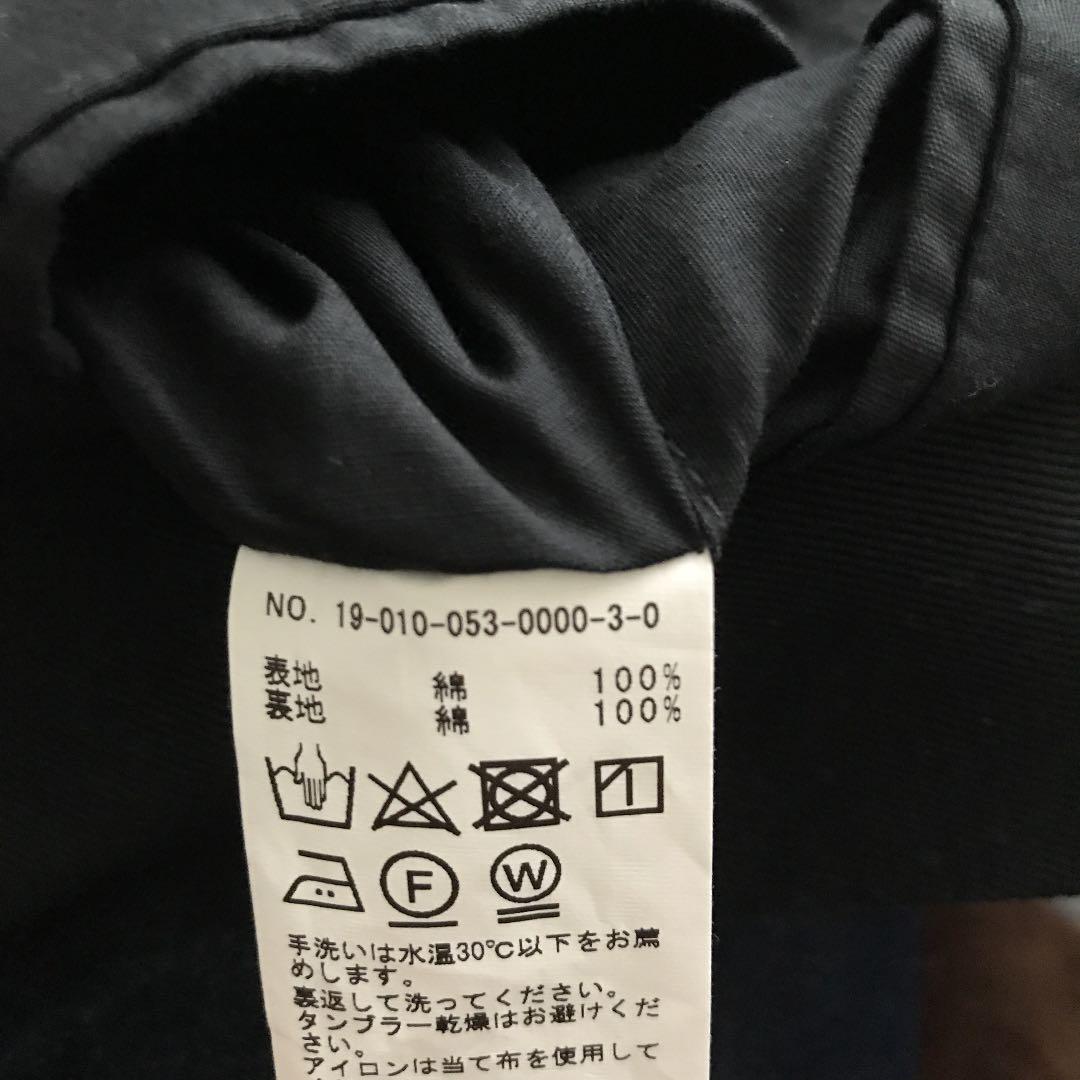 NO. 19-010-053-0000-3-0
表地 綿 100%
裏地 綿 100%
F W
手洗いは水温30℃以下をお薦
めします。
裏返して洗ってください。
タンブラー乾燥はお避けくだ
さい。
アイロンは当て布を使用して